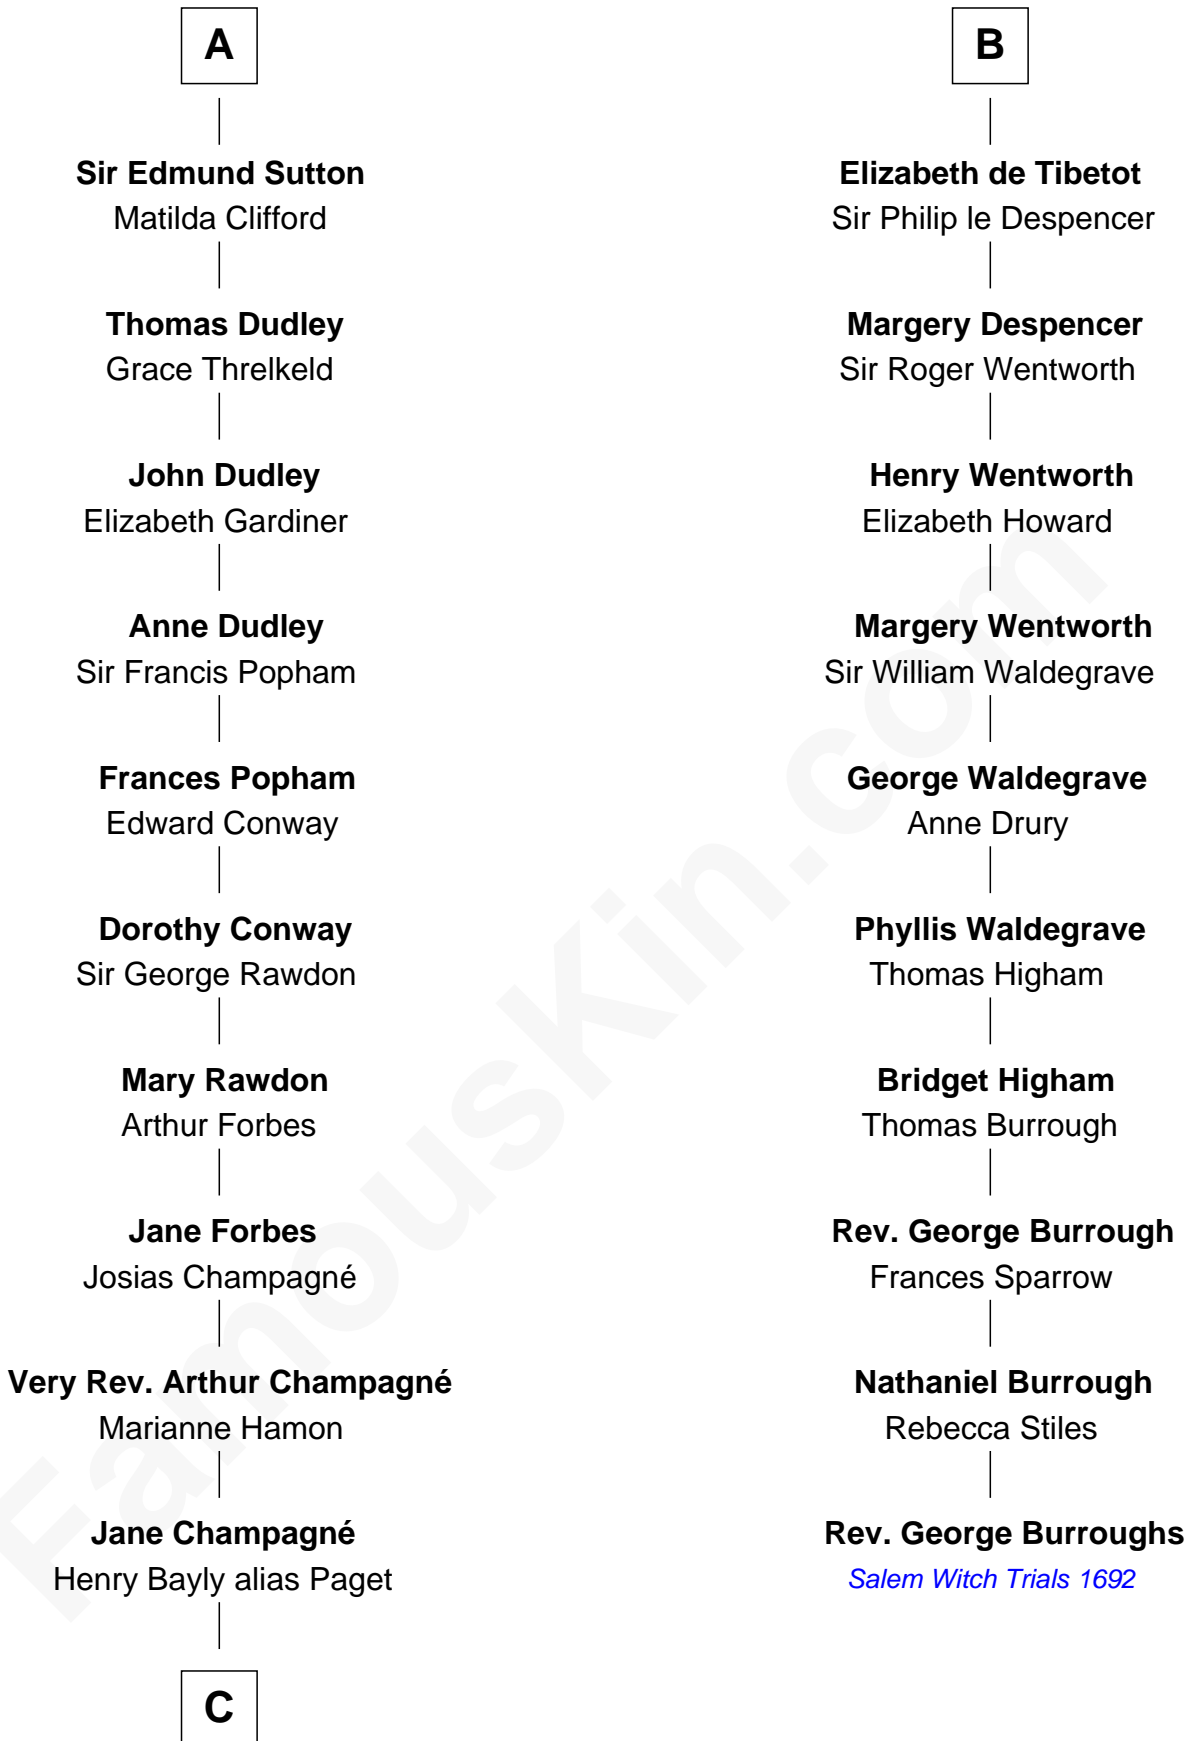 A
Sir Edmund Sutton
Matilda Clifford
Thomas Dudley
Grace Threlkeld
John Dudley
Elizabeth Gardiner
Anne Dudley
Sir Francis Popham
Frances Popham
Edward Conway
Dorothy Conway
Sir George Rawdon
Mary Rawdon
Arthur Forbes
Jane Forbes
Josias Champagné
Very Rev. Arthur Champagné
Marianne Hamon
Jane Champagné
Henry Bayly alias Paget
C
B
Elizabeth de Tibetot
Sir Philip le Despencer
Margery Despencer
Sir Roger Wentworth
Henry Wentworth
Elizabeth Howard
Margery Wentworth
Sir William Waldegrave
George Waldegrave
Anne Drury
Phyllis Waldegrave
Thomas Higham
Bridget Higham
Thomas Burrough
Rev. George Burrough
Frances Sparrow
Nathaniel Burrough
Rebecca Stiles
Rev. George Burroughs
Salem Witch Trials 1692
FamousKin.com